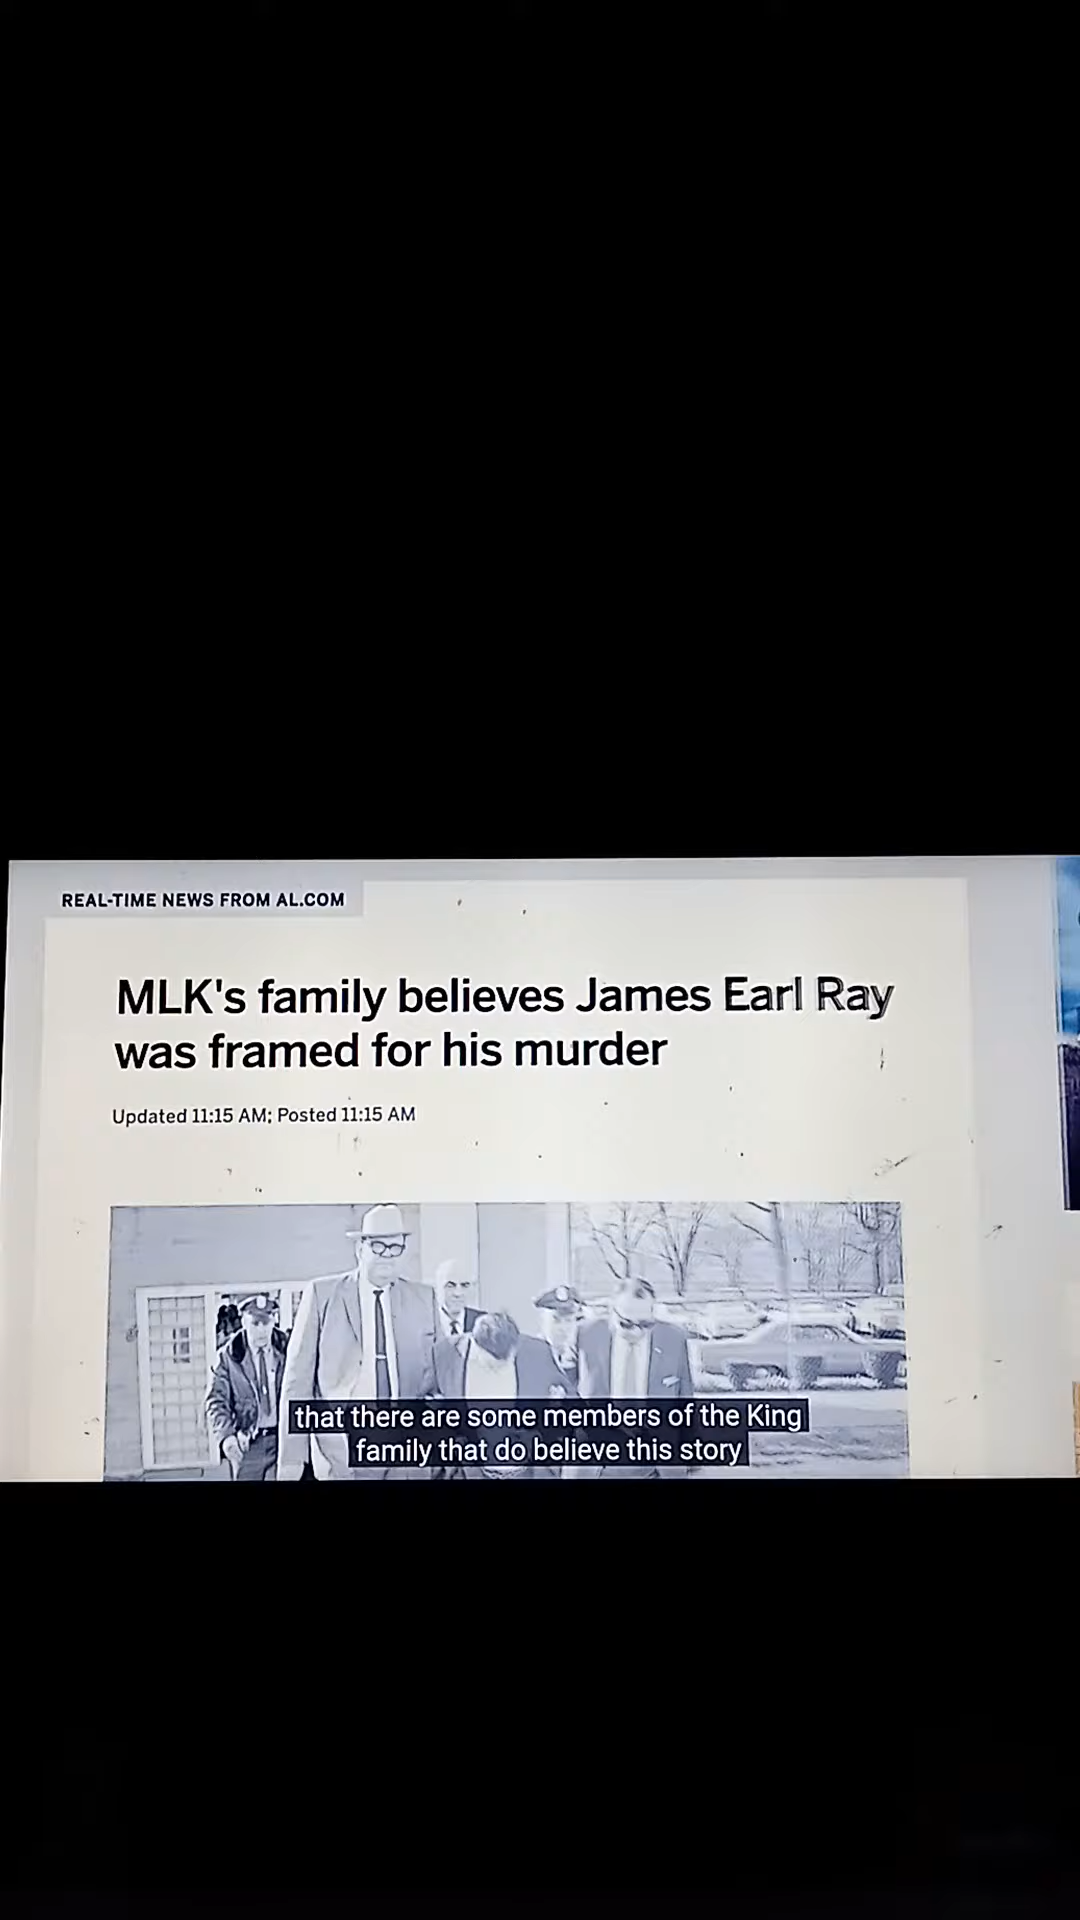 REAL-TIME NEWS FROM AL.COM
MLK's family believes James Earl Ray
was framed for his murder
Updated 11:15 AM; Posted 11:15 AM
that there are some members of the King
family that do believe this story